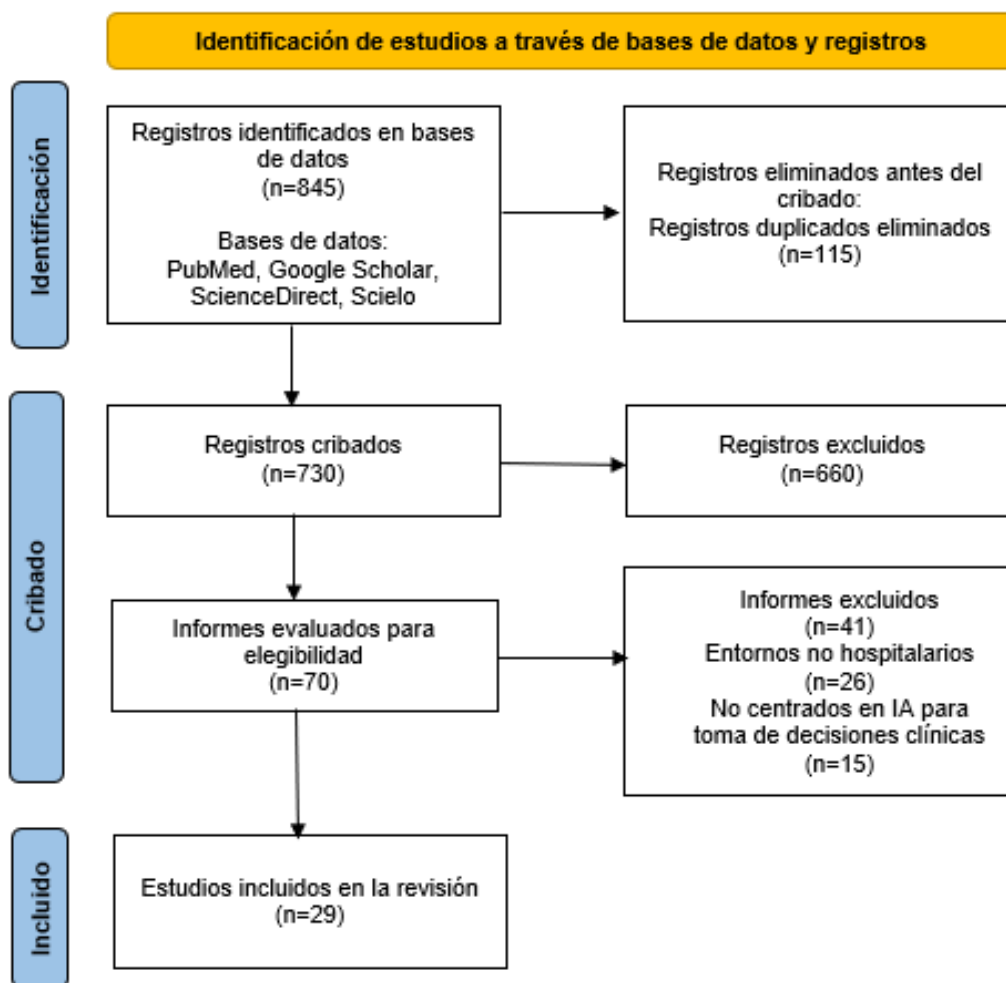 Identificación de estudios a través de bases de datos y registros
Identificación
Registros identificados en bases
de datos
(n=845)
Bases de datos:
PubMed, Google Scholar,
ScienceDirect, Scielo
Registros eliminados antes del
cribado:
Registros duplicados eliminados
(n=115)
Cribado
Registros cribados
(n=730)
Registros excluidos
(n=660)
Informes evaluados para
elegibilidad
(n=70)
Informes excluidos
(n=41)
Entornos no hospitalarios
(n=26)
No centrados en IA para
toma de decisiones clínicas
(n=15)
Incluido
Estudios incluidos en la revisión
(n=29)